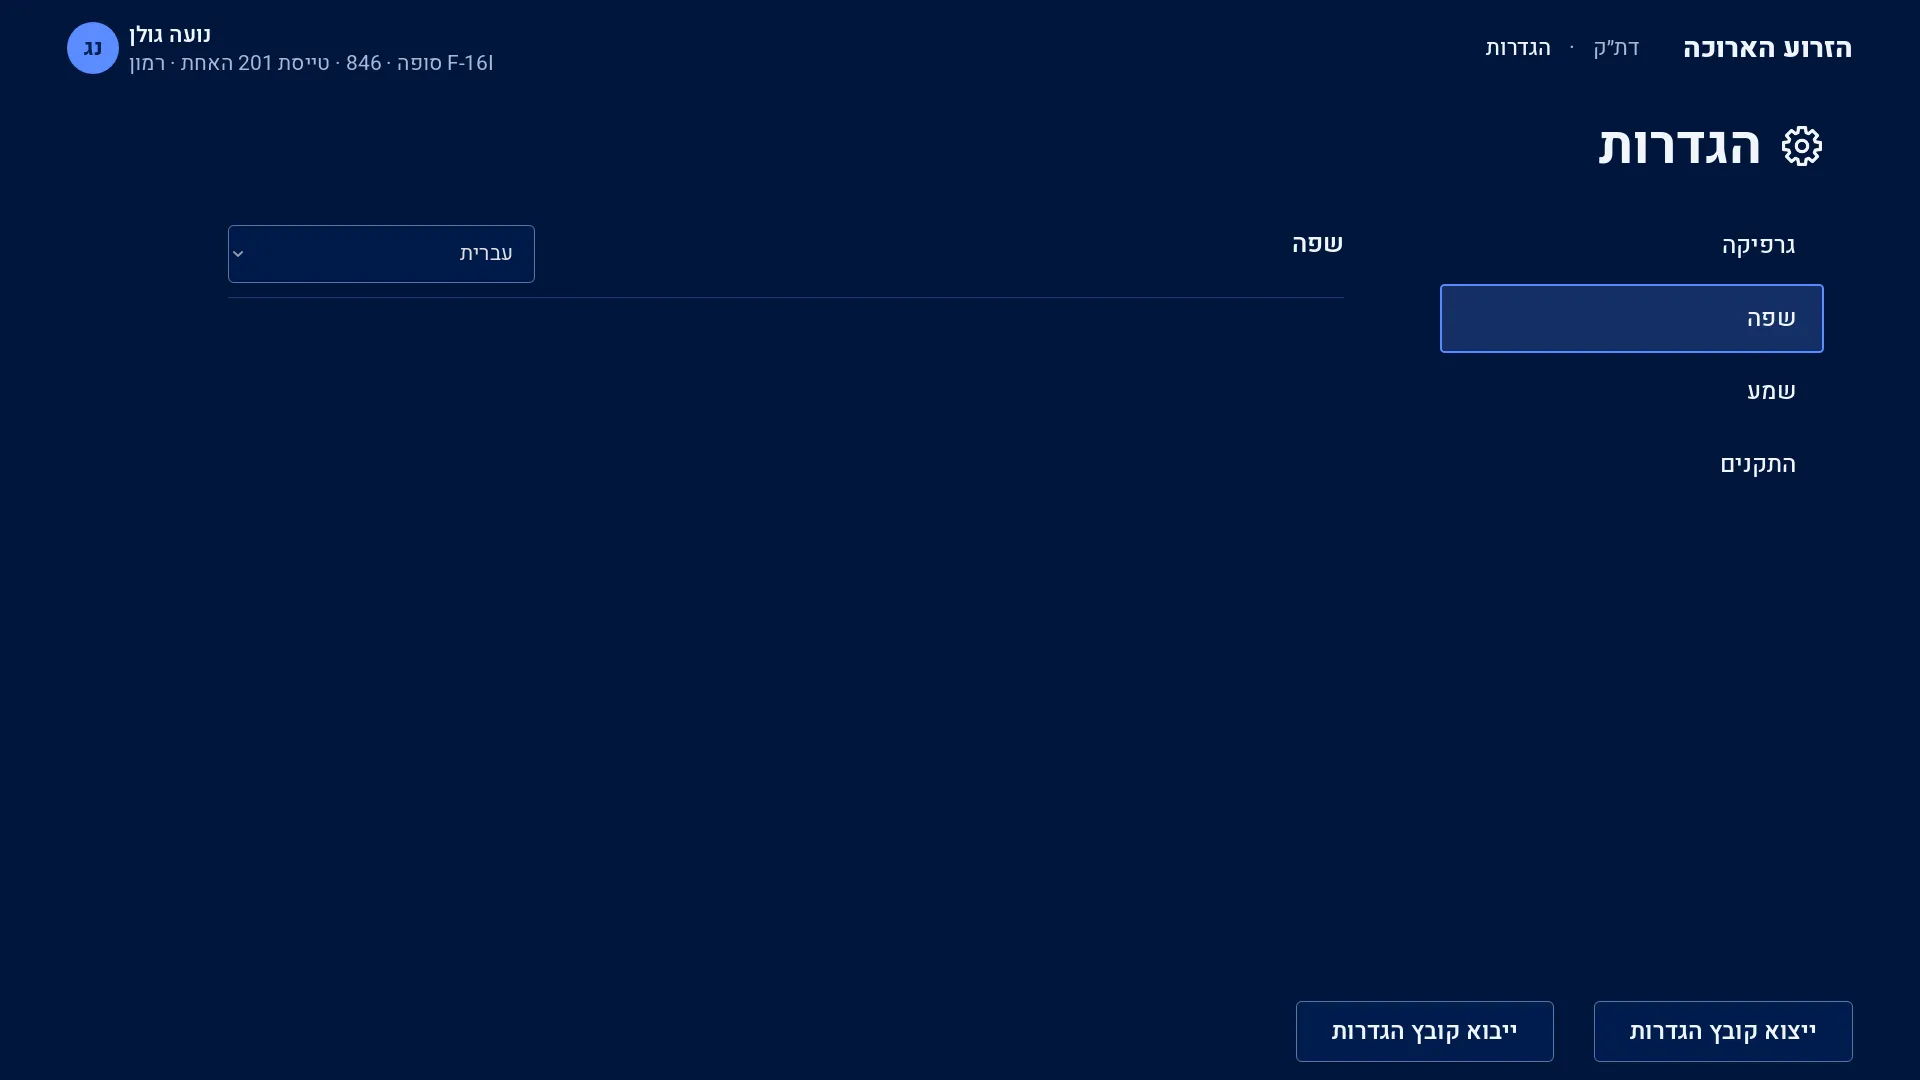 הזרוע הארוכה
דת״ק · הגדרות
נועה גולן
F-16I סופה · 846 · טייסת 201 האחת · רמון
נג
הגדרות
גרפיקה
שפה
שמע
התקנים
שפה
עברית
ייצוא קובץ הגדרות
ייבוא קובץ הגדרות